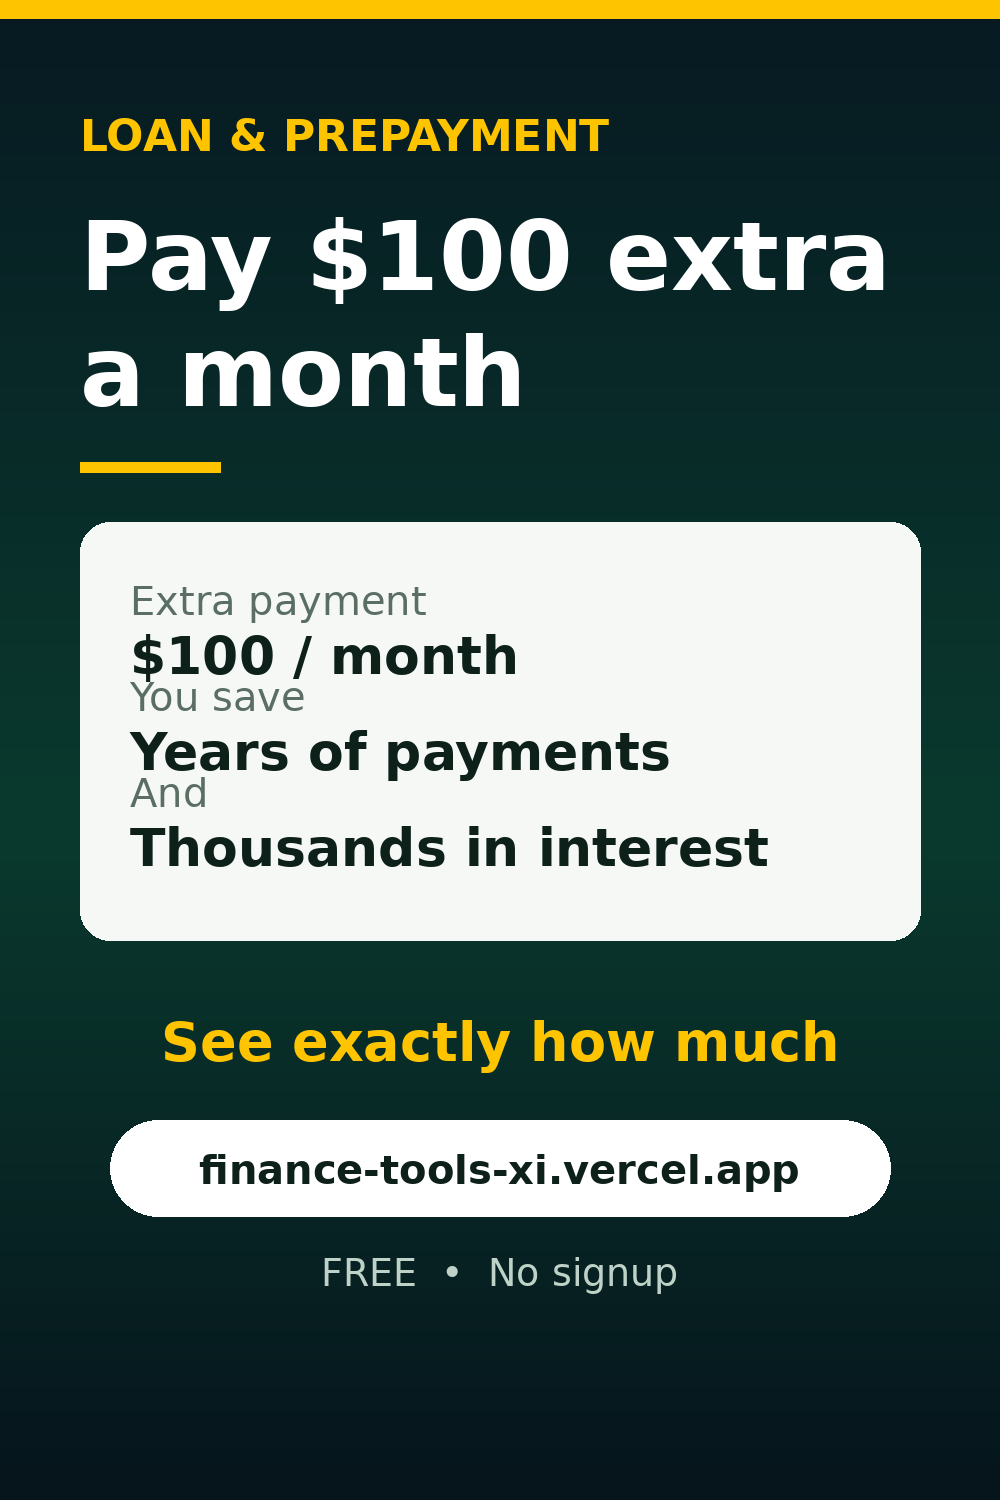 LOAN & PREPAYMENT
Pay $100 extra
a month
Extra payment
$100 / month
You save
Years of payments
And
Thousands in interest
See exactly how much
finance-tools-xi.vercel.app
FREE • No signup